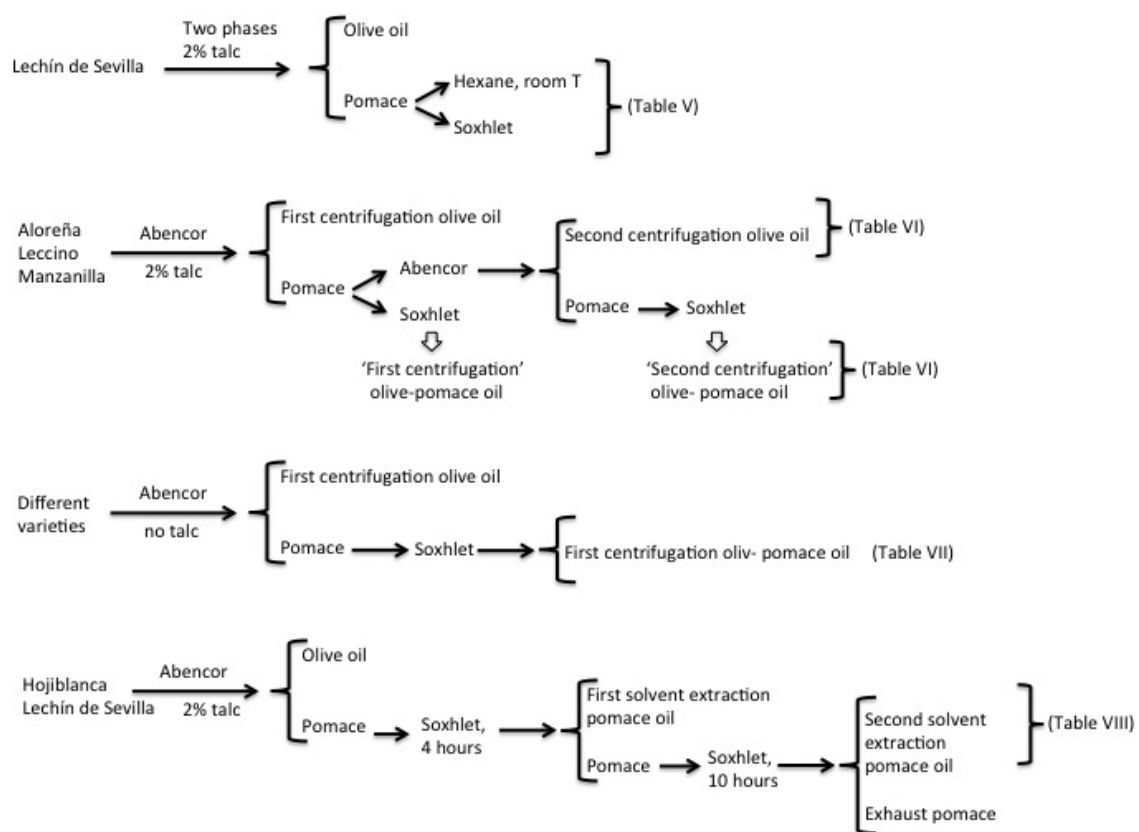 Two phases
2% talc
Lechín de Sevilla
Olive oil
Pomace
Hexane, room T
Soxhlet
(Table V)
Aloreña
Leccino
Manzanilla
Abencor
2% talc
First centrifugation olive oil
Pomace
Abencor
Soxhlet
'First centrifugation'
olive-pomace oil
Second centrifugation olive oil
(Table VI)
Pomace
Soxhlet
'Second centrifugation'
olive- pomace oil
(Table VI)
Different
varieties
Abencor
no talc
First centrifugation olive oil
Pomace
Soxhlet
First centrifugation oliv- pomace oil
(Table VII)
Hojiblanca
Lechín de Sevilla
Abencor
2% talc
Olive oil
Pomace
Soxhlet,
4 hours
First solvent extraction
pomace oil
Pomace
Soxhlet,
10 hours
Second solvent
extraction
pomace oil
(Table VIII)
Exhaust pomace